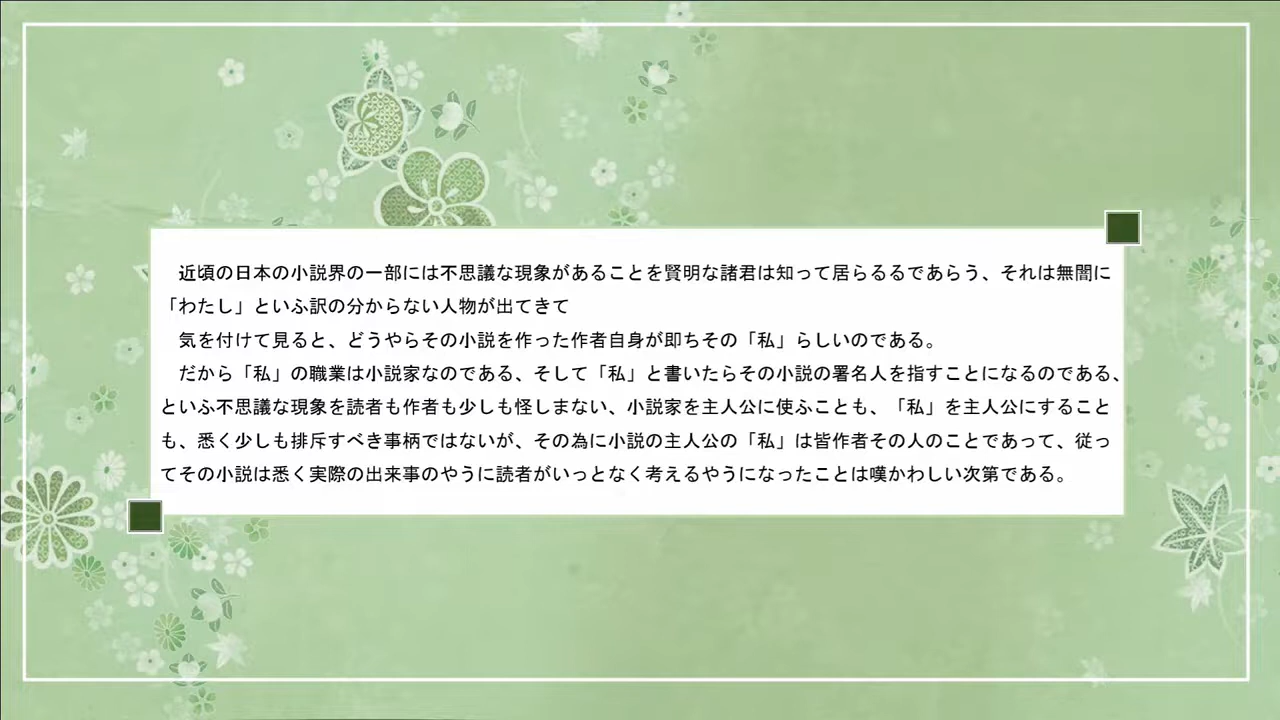 近頃の日本の小説界の一部には不思議な現象があることを賢明な諸君は知って居らるるであらう、それは無闇に
「わたし」といふ訳の分からない人物が出てきて
気を付けて見ると、どうやらその小説を作った作者自身が即ちその「私」らしいのである。
だから「私」の職業は小説家なのである、そして「私」と書いたらその小説の署名人を指すことになるのである、
といふ不思議な現象を読者も作者も少しも怪しまない、小説家を主人公に使ふことも、「私」を主人公にすること
も、悉く少しも排斥すべき事柄ではないが、その為に小説の主人公の「私」は皆作者その人のことであって、従っ
てその小説は悉く実際の出来事のやうに読者がいっとなく考えるやうになったことは嘆かわしい次第である。